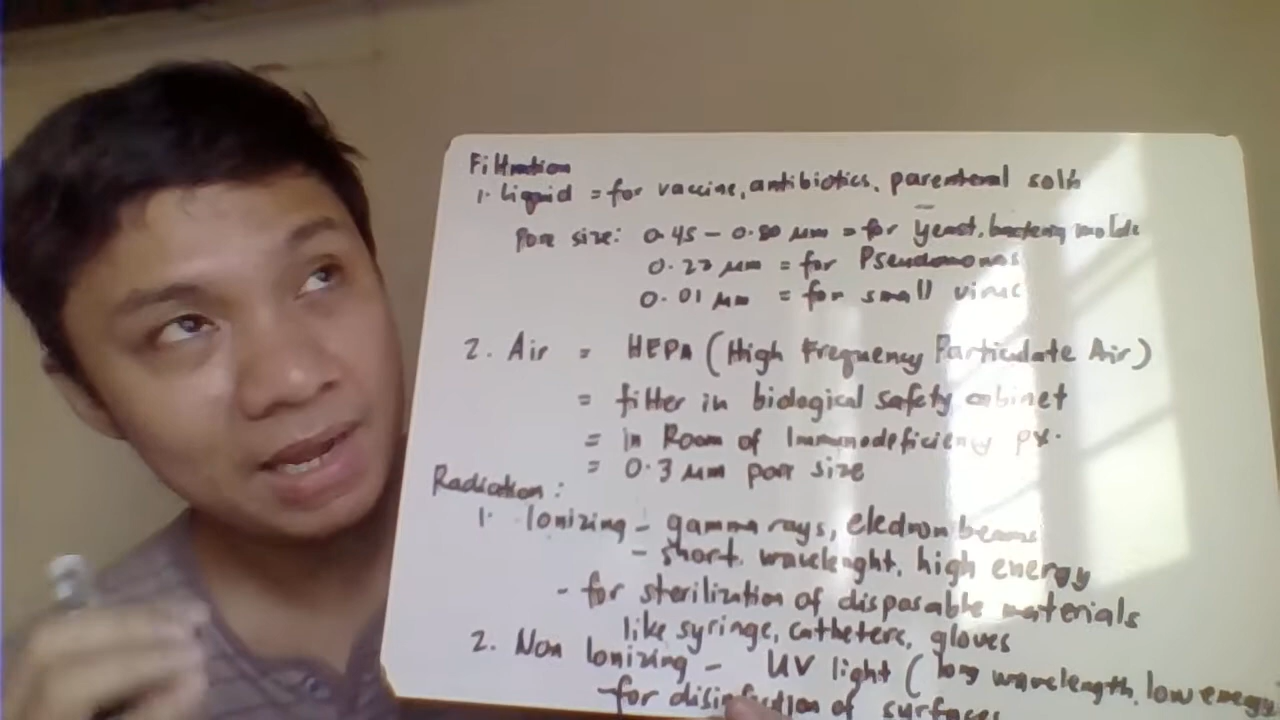 Filtration
1. Liquid = for vaccine, antibiotics, parenteral soln
Pore size: 0.45 - 0.80 µm = for yeast, bacteria, molds
0.22 µm = for Pseudomonas
0.01 µm = for small virus
2. Air = HEPA (High Frequency Particulate Air)
= filter in biological safety cabinet
= in Room of Immunodeficiency px.
= 0.3 µm pore size
Radiation:
1. Ionizing - gamma rays, electron beams
- short wavelenght, high energy
- for sterilization of disposable materials
like syringe, catheters, gloves
2. Non Ionizing - UV light (long wavelength, low energy
- for disinfection of surfaces